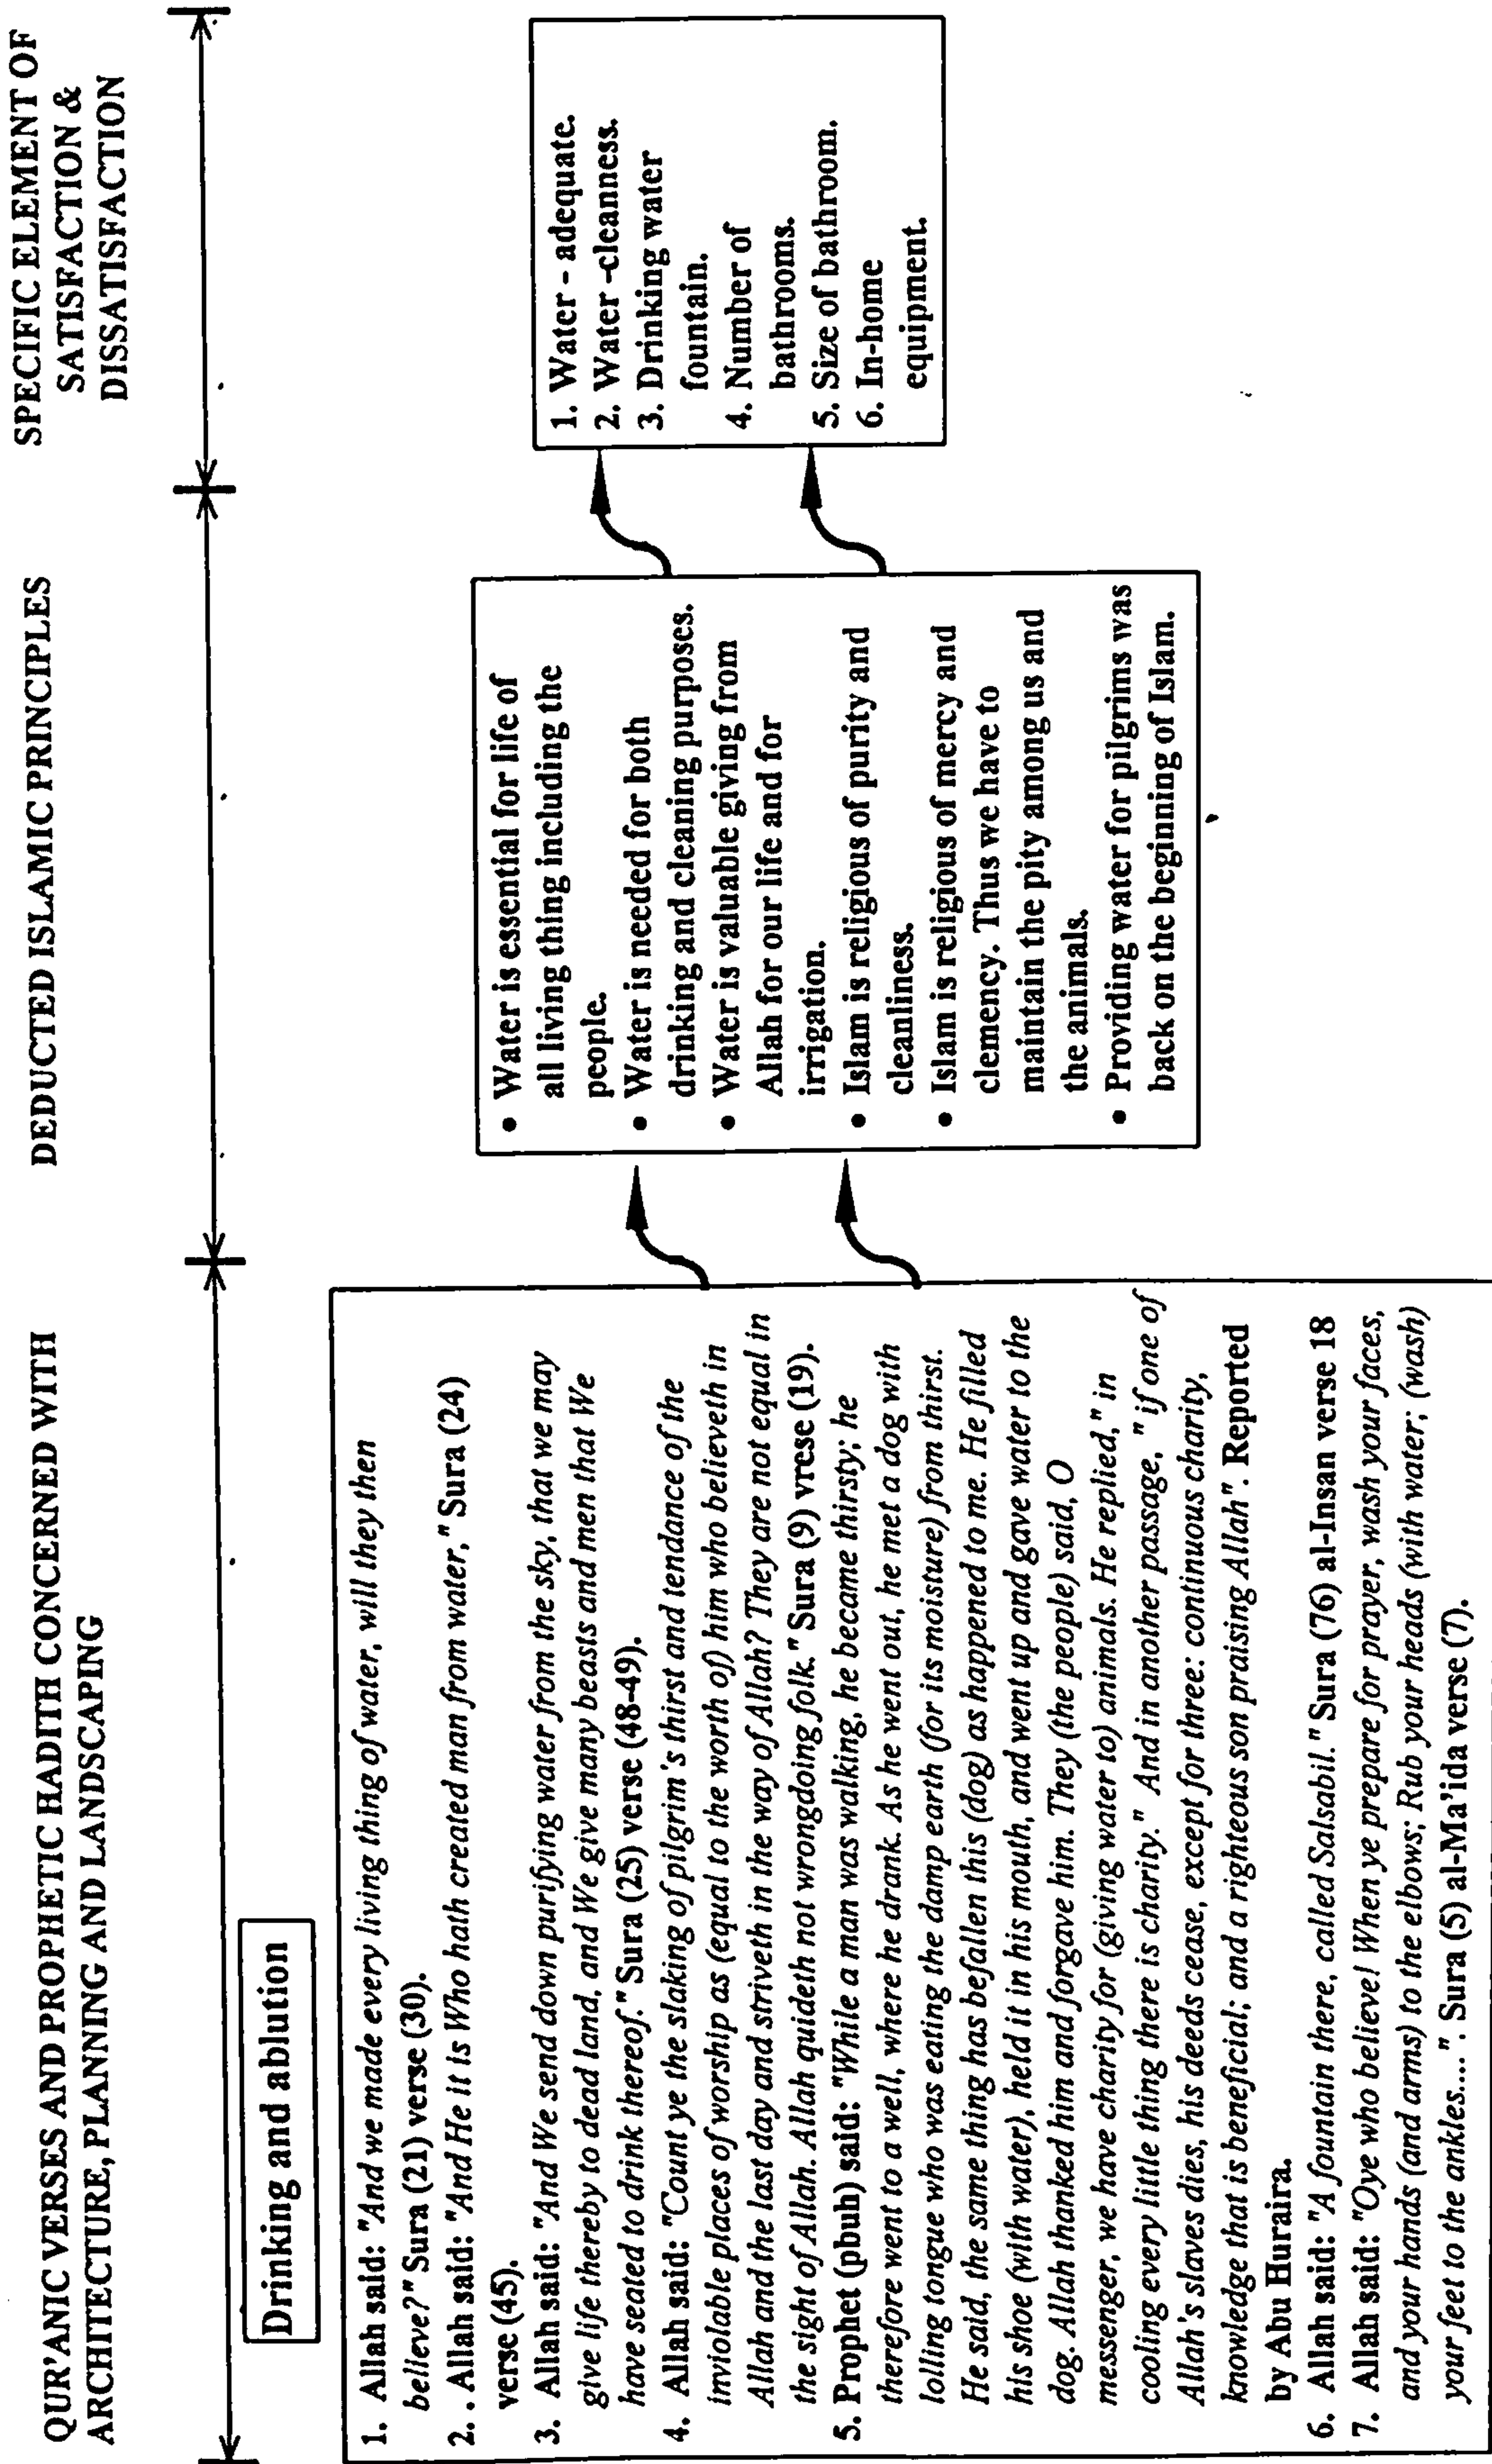 QUR'ANIC VERSES AND PROPHETIC HADITH CONCERNED WITH
ARCHITECTURE, PLANNING AND LANDSCAPING
DEDUCTED ISLAMIC PRINCIPLES
SPECIFIC ELEMENT OF
SATISFACTION &
DISSATISFACTION
Drinking and ablution
1. Allah said: "And we made every living thing of water, will they then
believe?" Sura (21) verse (30).
2. . Allah said: "And He it is Who hath created man from water," Sura (24)
verse (45).
3. Allah said: "And We send down purifying water from the sky, that we may
give life thereby to dead land, and We give many beasts and men that We
have seated to drink thereof." Sura (25) verse (48-49).
4. Allah said: "Count ye the slaking of pilgrim's thirst and tendance of the
inviolable places of worship as (equal to the worth of) him who believeth in
Allah and the last day and striveth in the way of Allah? They are not equal in
the sight of Allah. Allah quideth not wrongdoing folk." Sura (9) vrese (19).
5. Prophet (pbuh) said: "While a man was walking, he became thirsty; he
therefore went to a well, where he drank. As he went out, he met a dog with
lolling tongue who was eating the damp earth (for its moisture) from thirst.
He said, the same thing has befallen this (dog) as happened to me. He filled
his shoe (with water), held it in his mouth, and went up and gave water to the
dog. Allah thanked him and forgave him. They (the people) said, O
messenger, we have charity for (giving water to) animals. He replied," in
cooling every little thing there is charity." And in another passage, "if one of
Allah's slaves dies, his deeds cease, except for three: continuous charity,
knowledge that is beneficial; and a righteous son praising Allah". Reported
by Abu Huraira.
6. Allah said: "A fountain there, called Salsabil." Sura (76) al-Insan verse 18
7. Allah said: "Oye who believe! When ye prepare for prayer, wash your faces,
and your hands (and arms) to the elbows; Rub your heads (with water; (wash)
your feet to the ankles....". Sura (5) al-Ma'ida verse (7).
• Water is essential for life of
all living thing including the
people.
• Water is needed for both
drinking and cleaning purposes.
• Water is valuable giving from
Allah for our life and for
irrigation.
• Islam is religious of purity and
cleanliness.
• Islam is religious of mercy and
clemency. Thus we have to
maintain the pity among us and
the animals.
• Providing water for pilgrims was
back on the beginning of Islam.
1. Water - adequate.
2. Water -cleanness.
3. Drinking water
fountain.
4. Number of
bathrooms.
5. Size of bathroom.
6. In-home
equipment.